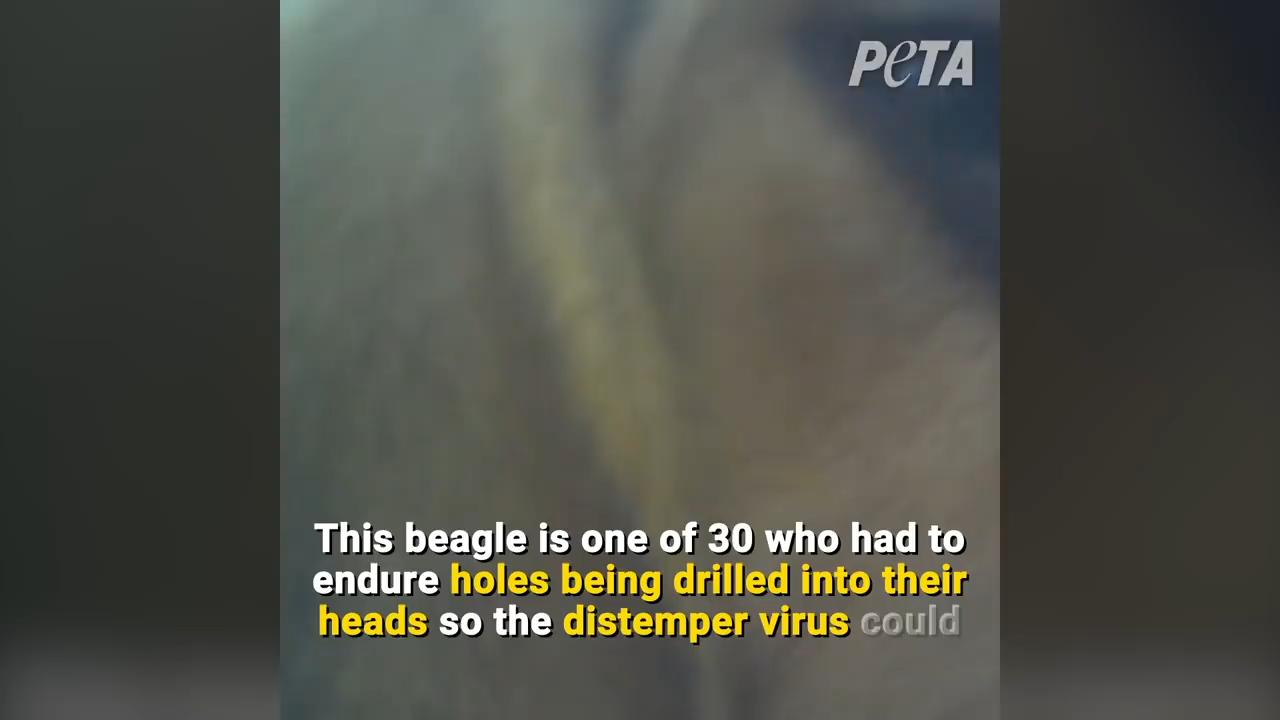 PETA
This beagle is one of 30 who had to
endure holes being drilled into their
heads so the distemper virus could